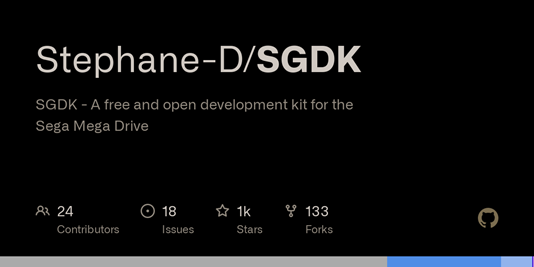 Stephane-D/SGDK
SGDK - A free and open development kit for the
Sega Mega Drive
24 18 1k 133
Contributors Issues Stars Forks